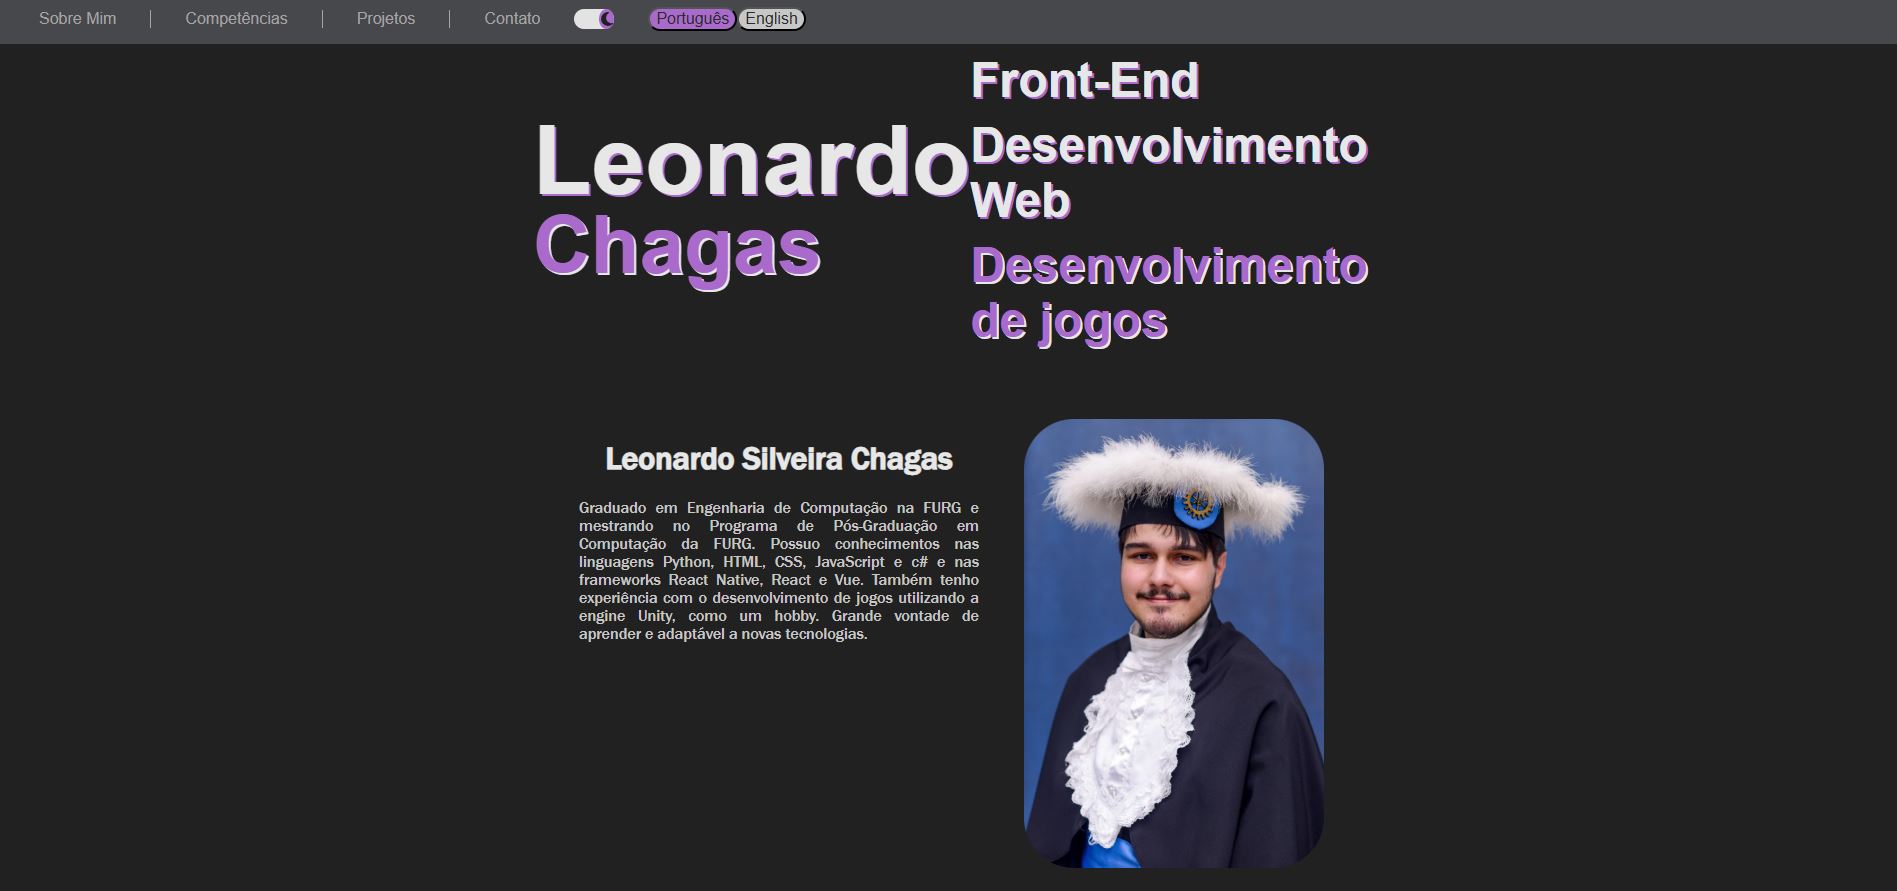 Sobre Mim
Competências
Projetos
Contato
Português
English
Leonardo
Chagas
Front-End
Desenvolvimento
Web
Desenvolvimento
de jogos
Leonardo Silveira Chagas
Graduado em Engenharia de Computação na FURG e
mestrando no Programa de Pós-Graduação em
Computação da FURG. Possuo conhecimentos nas
linguagens Python, HTML, CSS, JavaScript e c# e nas
frameworks React Native, React e Vue. Também tenho
experiência com o desenvolvimento de jogos utilizando a
engine Unity, como um hobby. Grande vontade de
aprender e adaptável a novas tecnologias.